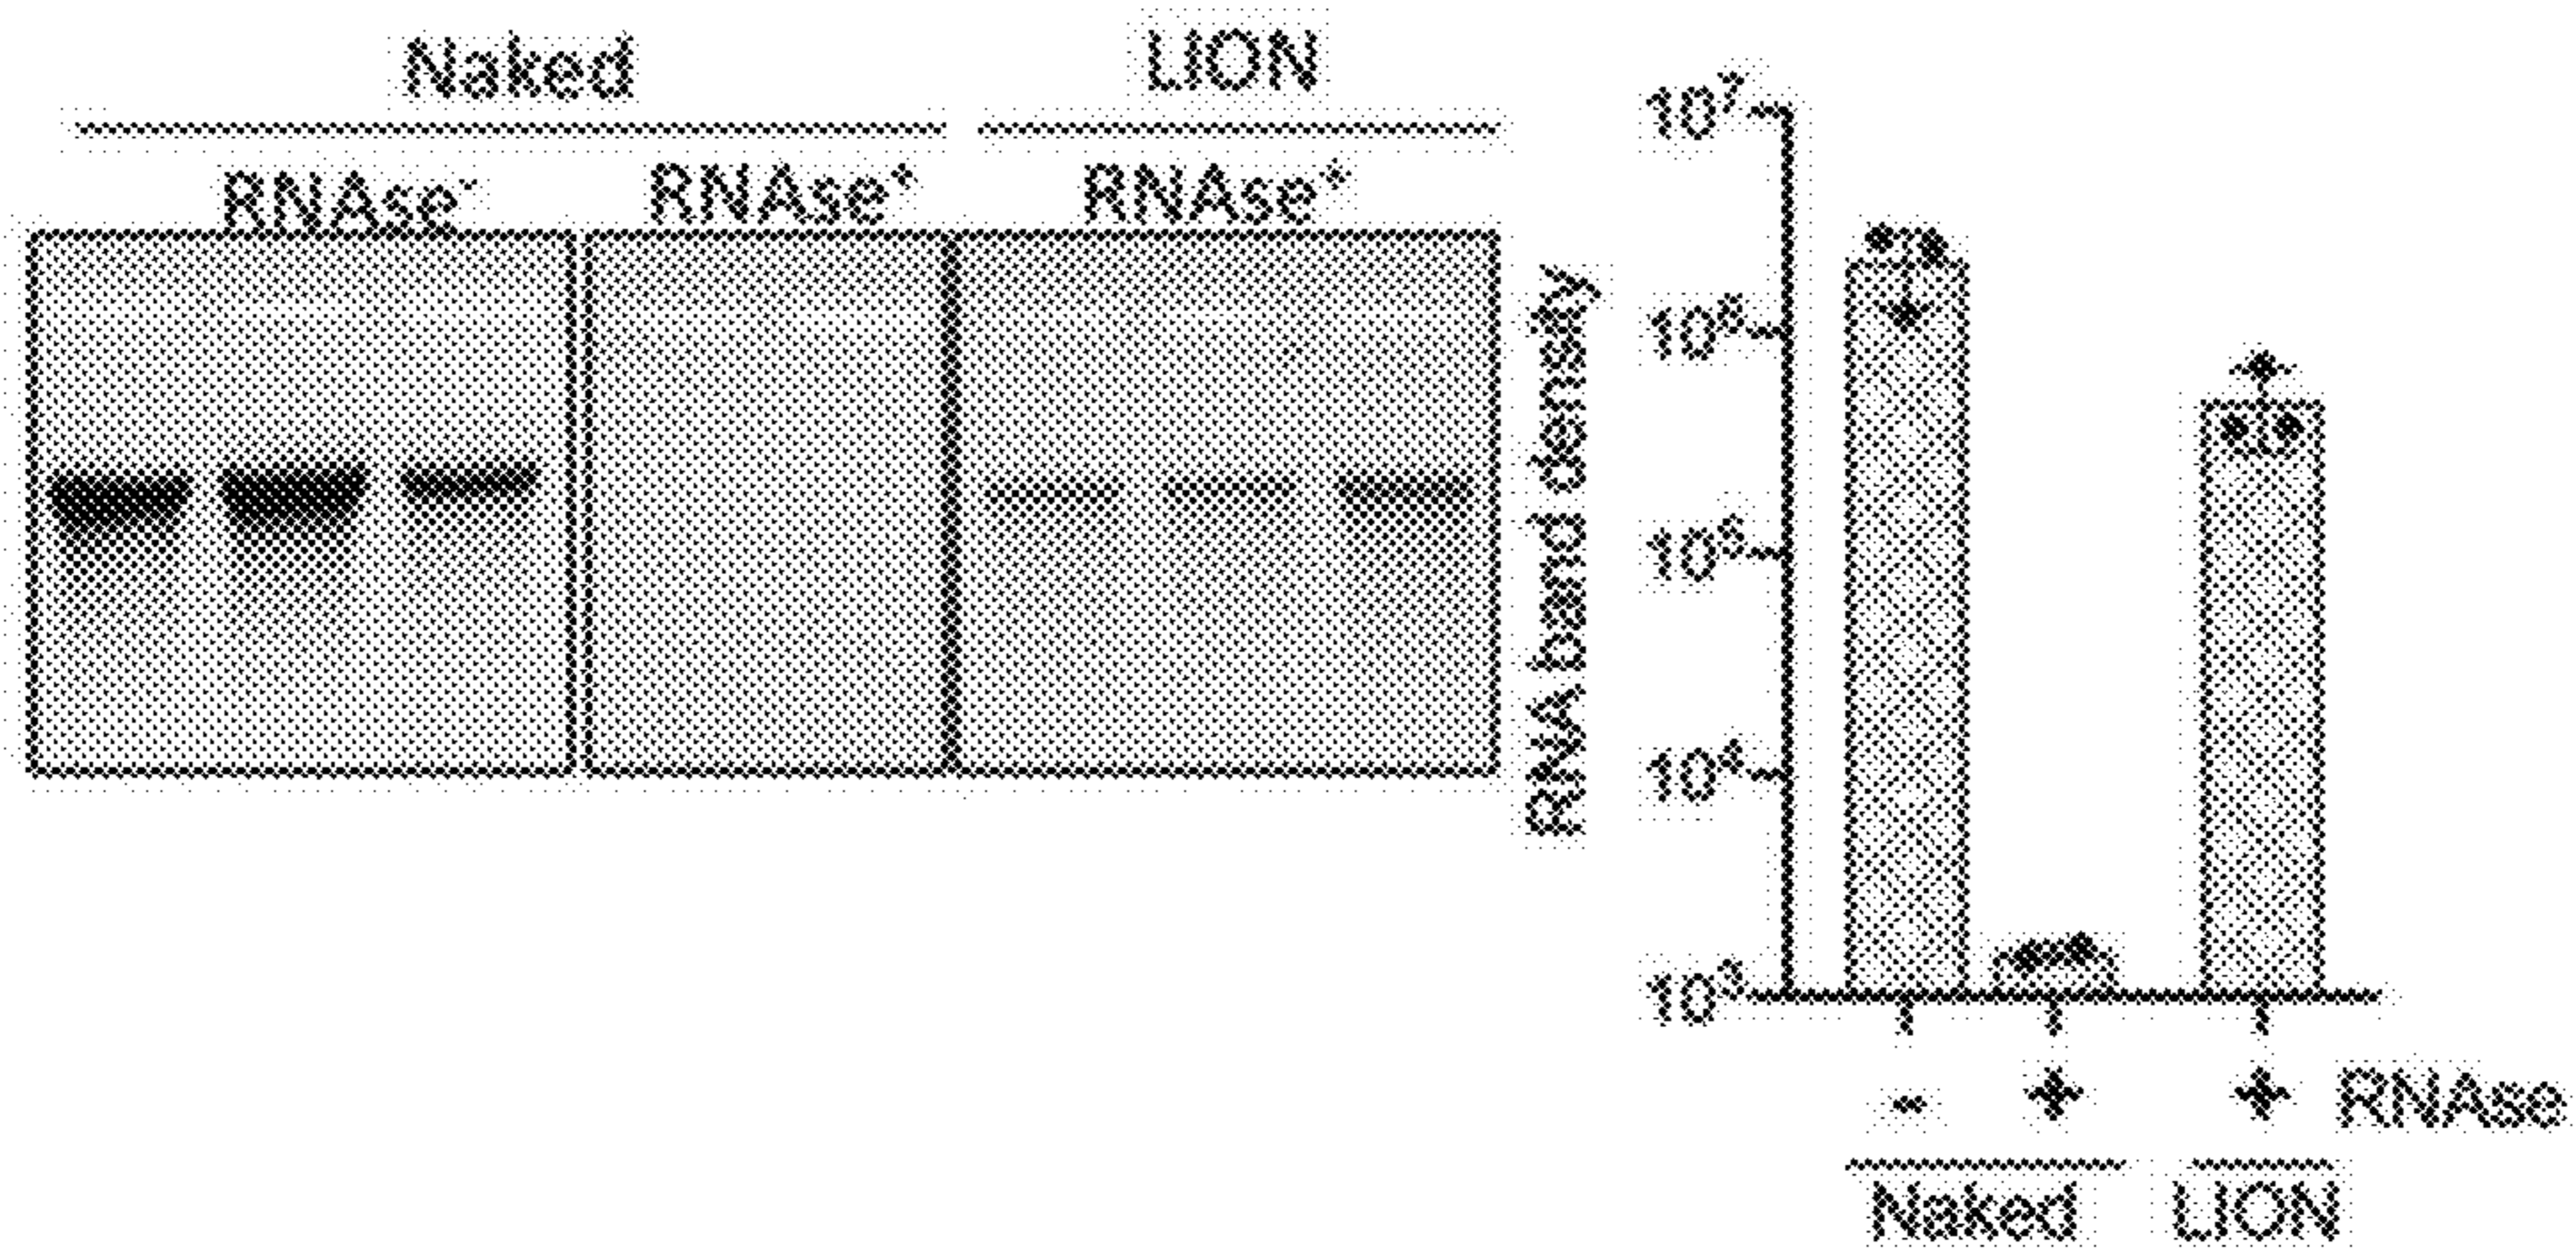 Naked LION
RNAse⁻ RNAse⁺ RNAse⁺
RNA band density
10⁷
10⁶
10⁵
10⁴
10³
- + + RNAse
Naked LION